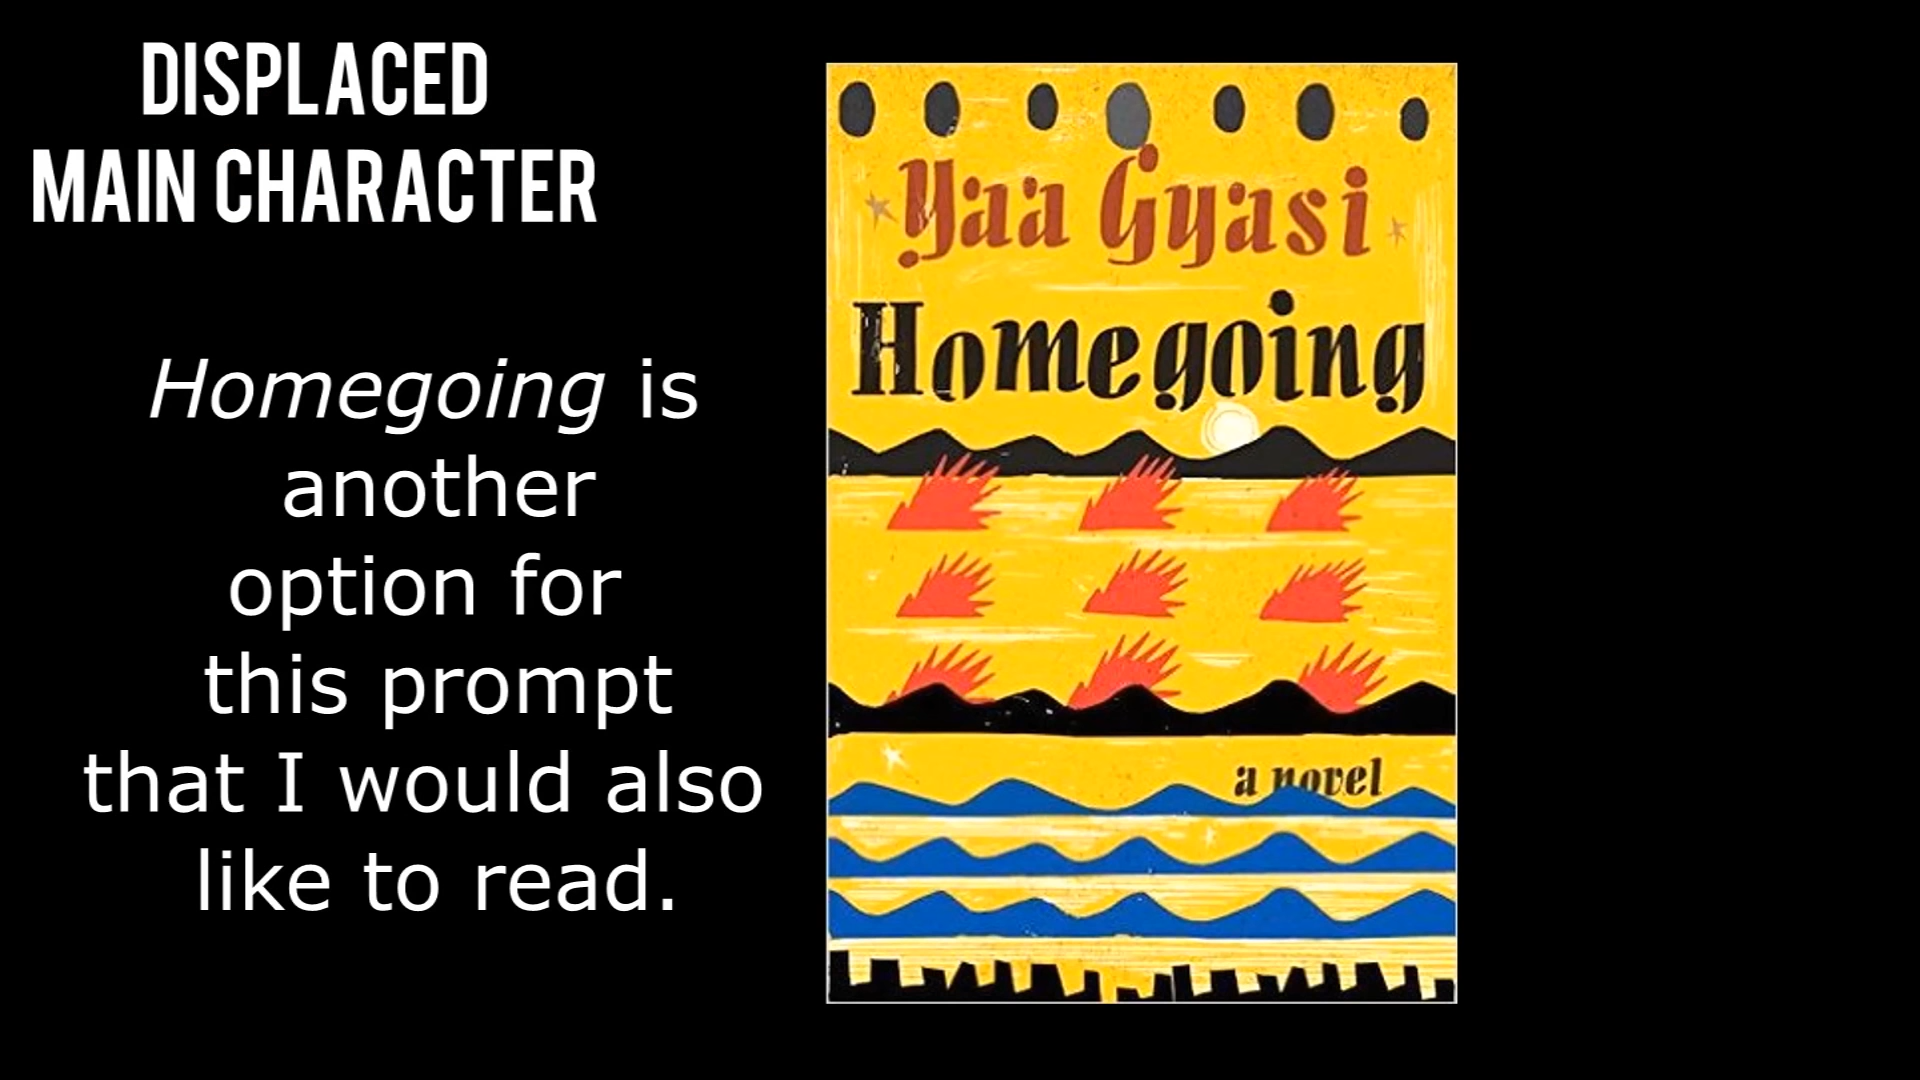 DISPLACED
MAIN CHARACTER
Homegoing is
another
option for
this prompt
that I would also
like to read.
Yaa Gyasi
Homegoing
a novel